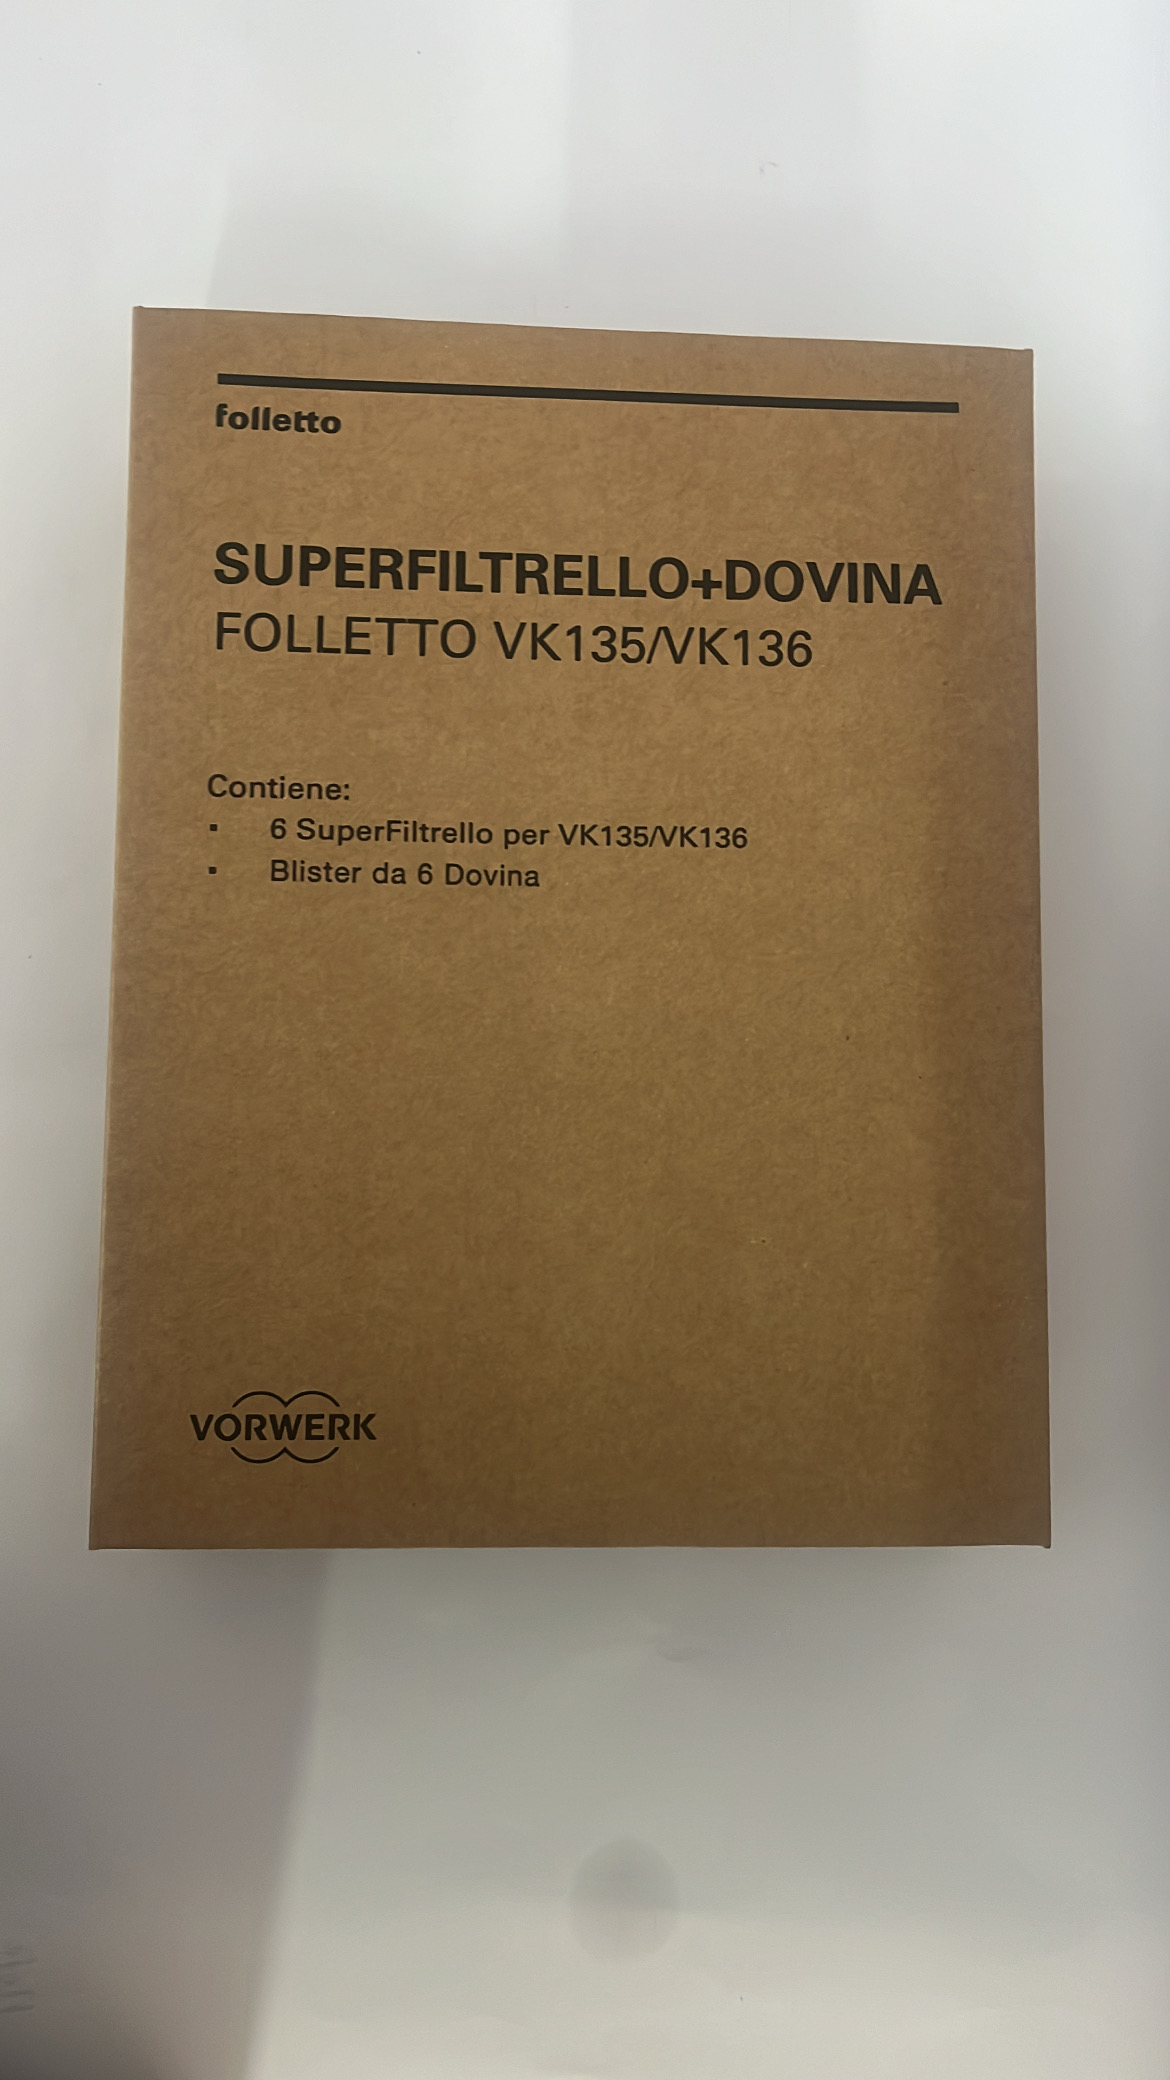 folletto
SUPERFILTRELLO+DOVINA
FOLLETTO VK135/VK136
Contiene:
▪ 6 SuperFiltrello per VK135/VK136
▪ Blister da 6 Dovina
VORWERK